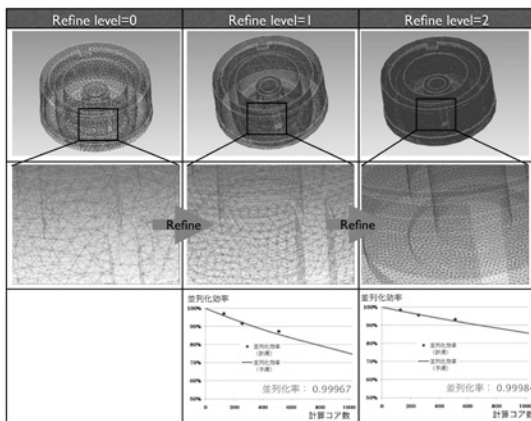 Refine level=0
Refine level=1
Refine level=2
Refine
Refine
並列化効率
100%
90%
80%
70%
60%
50%
並列化効率
(計測)
並列化効率
(予測)
並列化率: 0.99967
0 200 400 600 800 1000
計算コア数
並列化効率
100%
90%
80%
70%
60%
50%
並列化効率
(計測)
並列化効率
(予測)
並列化率: 0.99984
0 200 400 600 800 1000
計算コア数